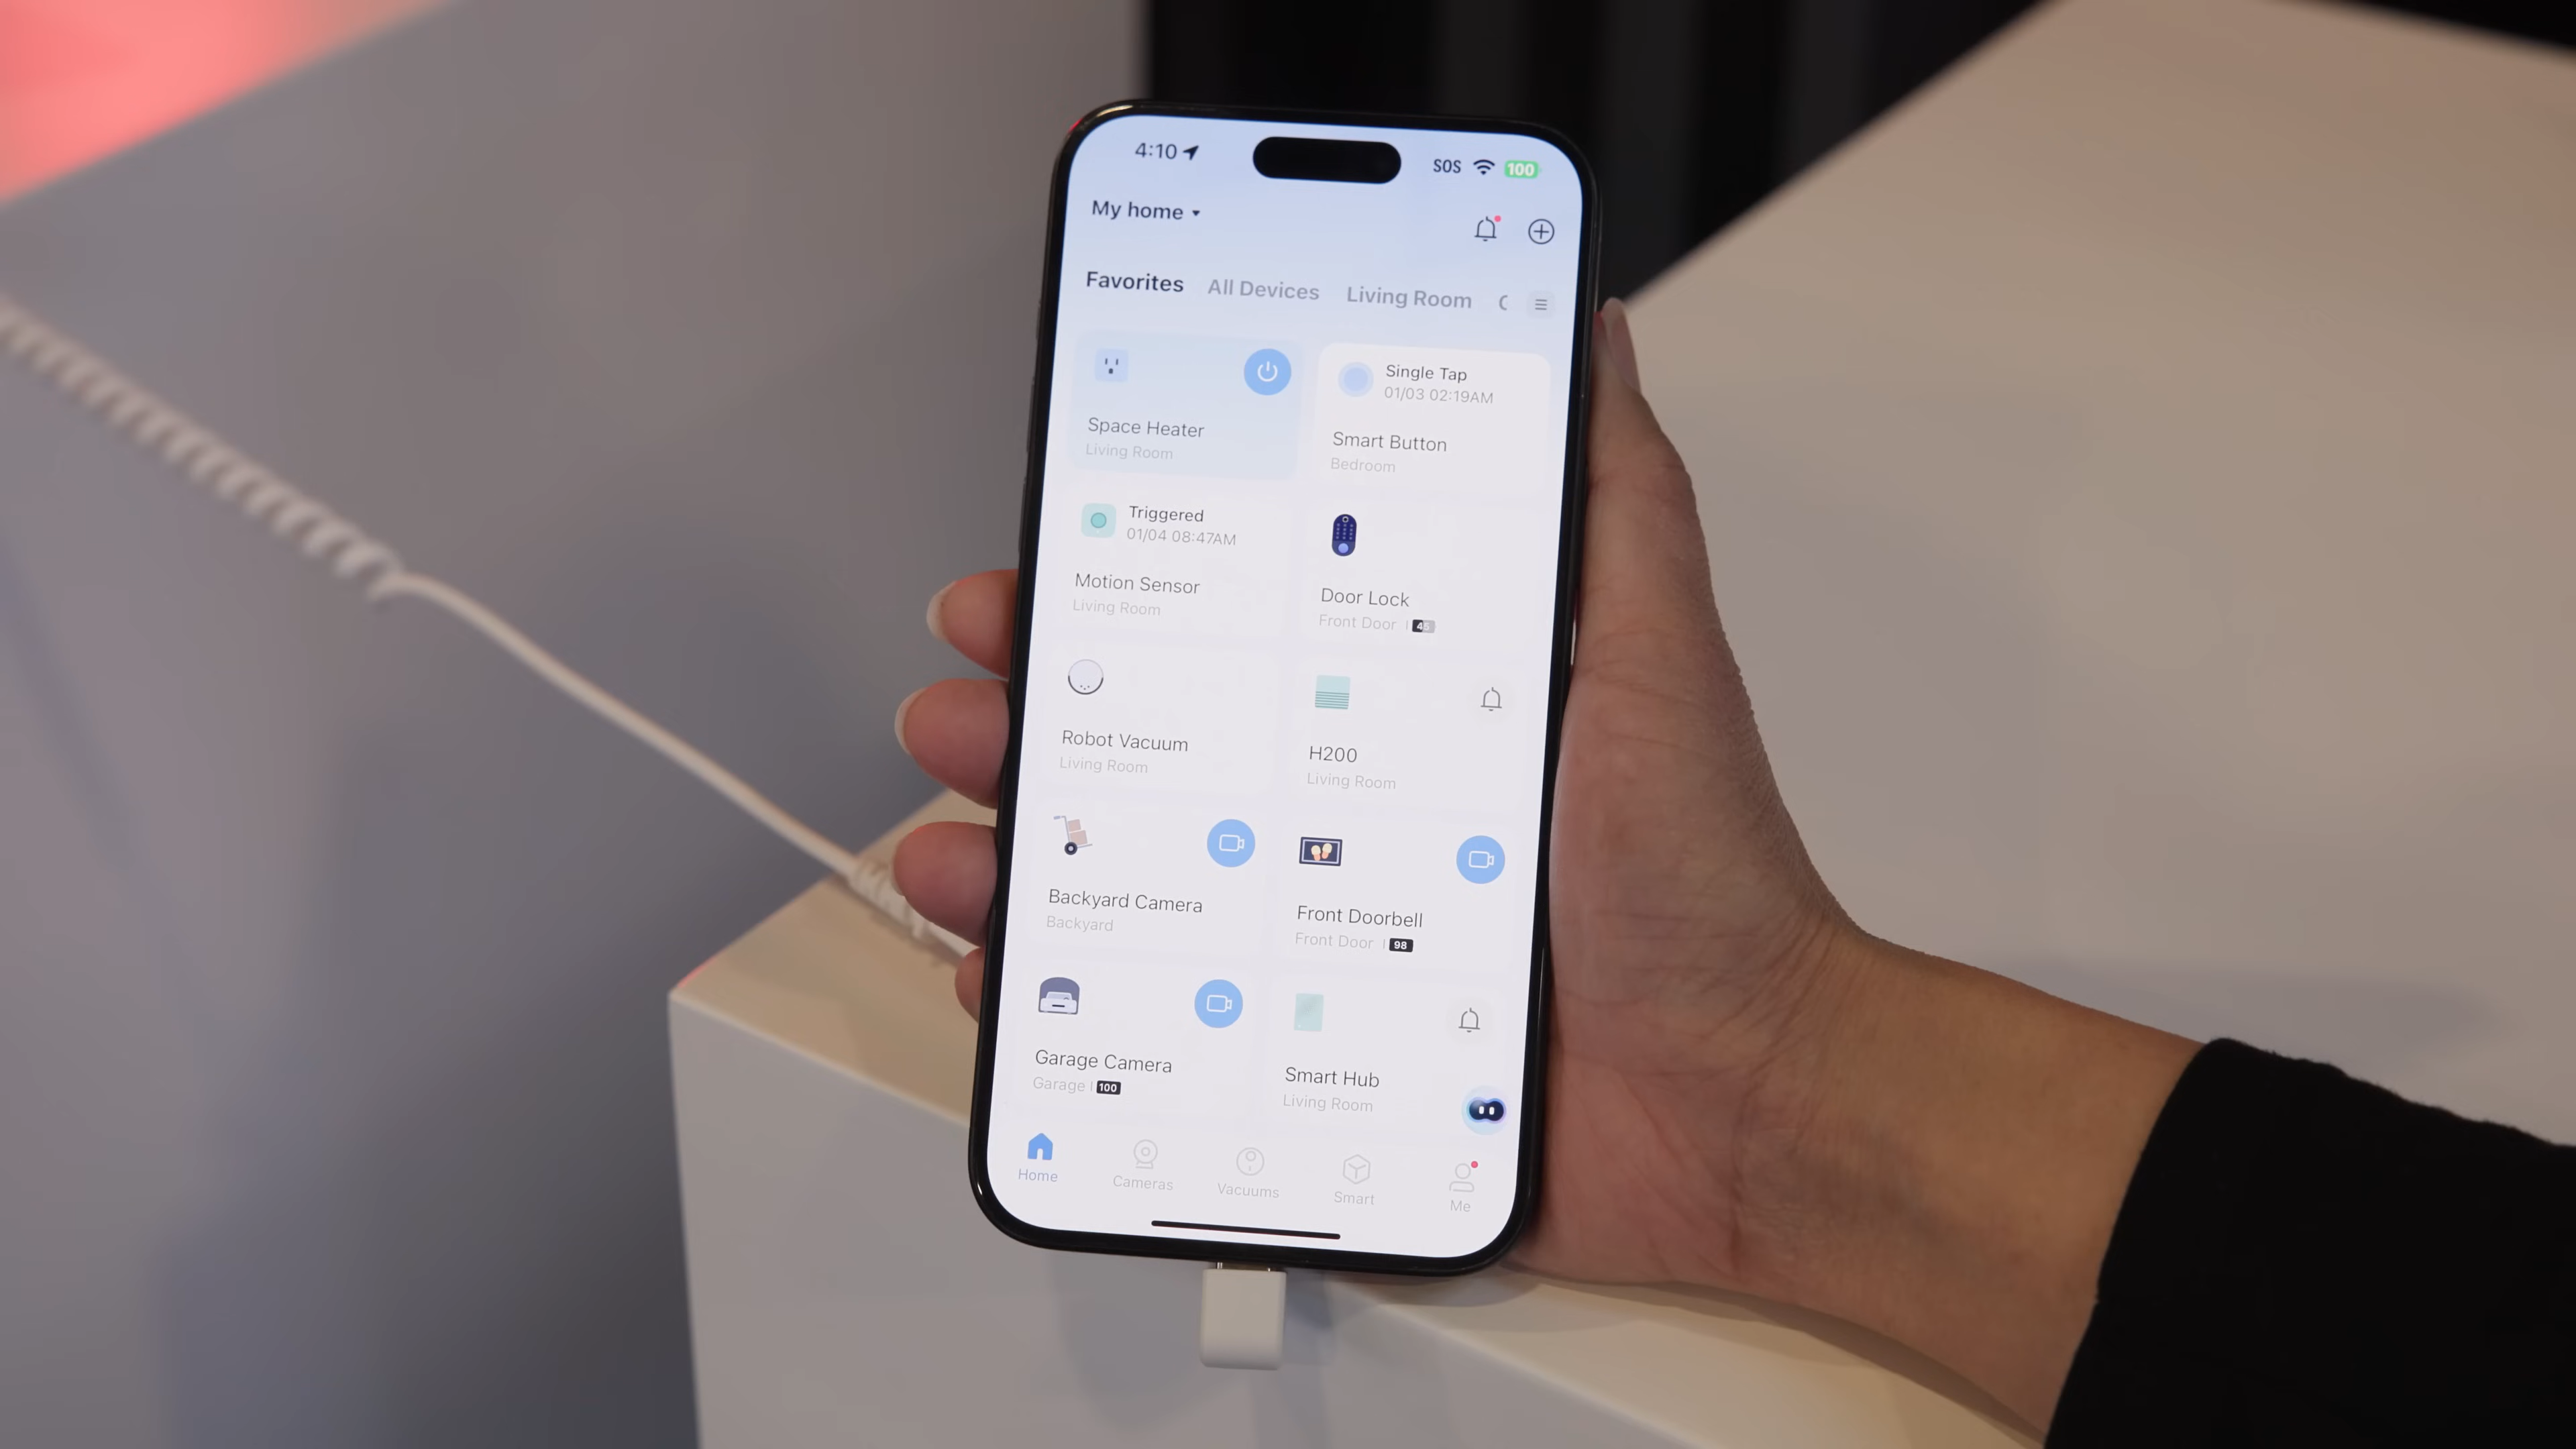 4:10
SOS 100
My home
Favorites All Devices Living Room
Space Heater
Living Room
Single Tap
01/03 02:19AM
Smart Button
Bedroom
Triggered
01/04 08:47AM
Motion Sensor
Living Room
Door Lock
Front Door | 45
Robot Vacuum
Living Room
H200
Living Room
Backyard Camera
Backyard
Front Doorbell
Front Door | 98
Garage Camera
Garage | 100
Smart Hub
Living Room
Home
Cameras
Vacuums
Smart
Me